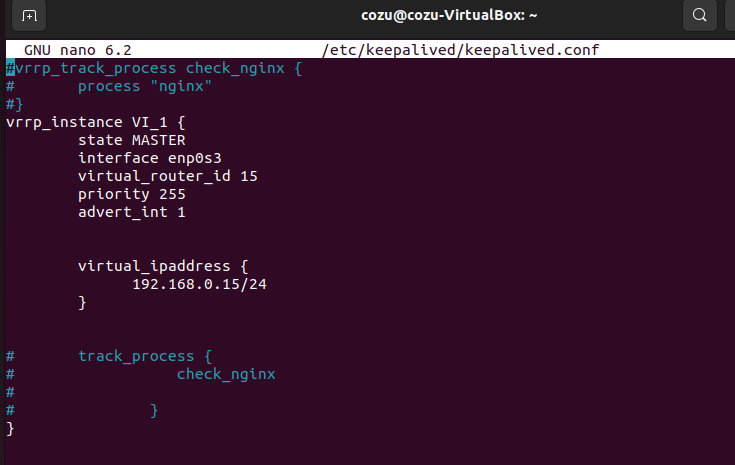 cozu@cozu-VirtualBox: ~
GNU nano 6.2 /etc/keepalived/keepalived.conf
#vrrp_track_process check_nginx {
#       process "nginx"
#}
vrrp_instance VI_1 {
        state MASTER
        interface enp0s3
        virtual_router_id 15
        priority 255
        advert_int 1
        virtual_ipaddress {
              192.168.0.15/24
        }
#       track_process {
#                  check_nginx
#
#               }
}